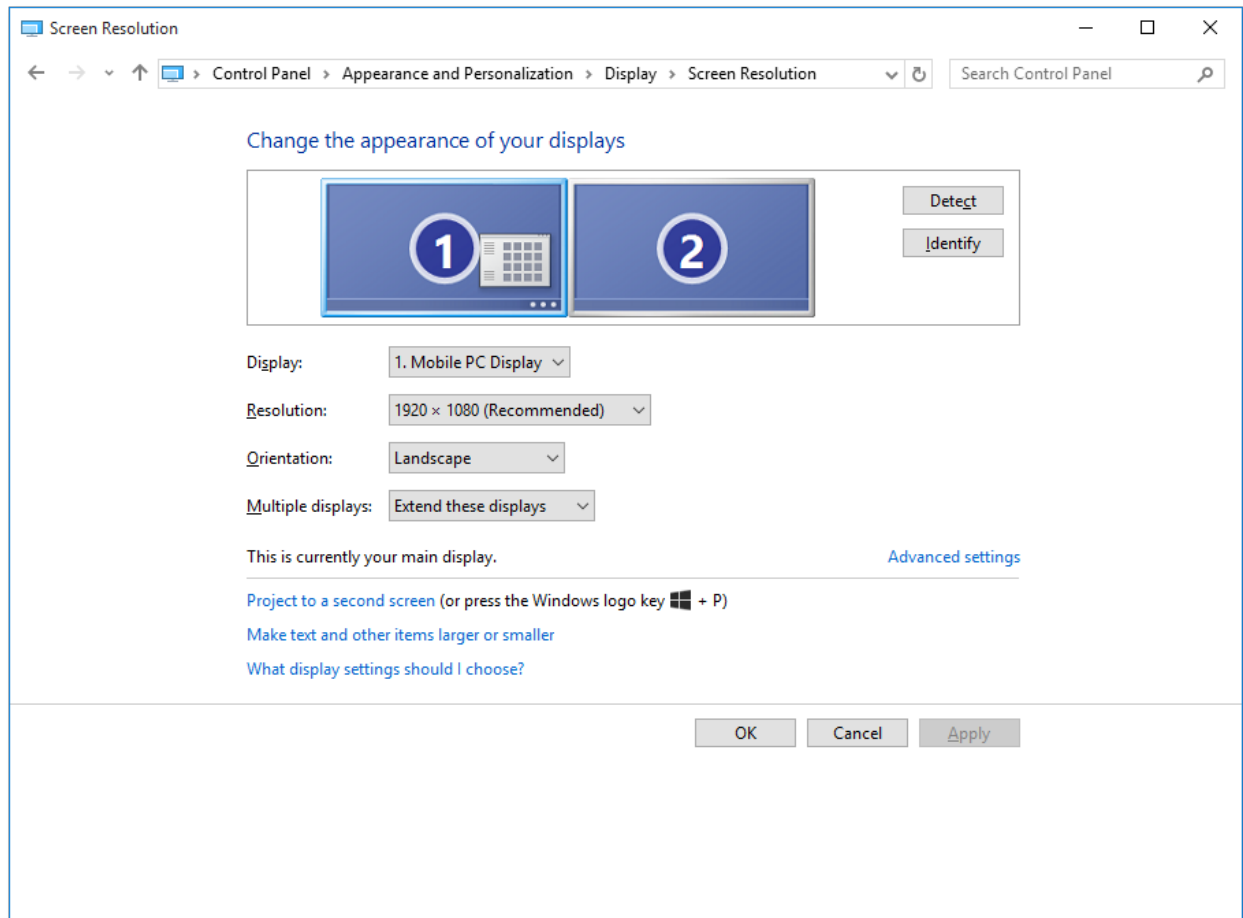 Screen Resolution
Control Panel > Appearance and Personalization > Display > Screen Resolution
Search Control Panel
Change the appearance of your displays
1
2
Detect
Identify
Display: 1. Mobile PC Display
Resolution: 1920 × 1080 (Recommended)
Orientation: Landscape
Multiple displays: Extend these displays
This is currently your main display. Advanced settings
Project to a second screen (or press the Windows logo key + P)
Make text and other items larger or smaller
What display settings should I choose?
OK Cancel Apply